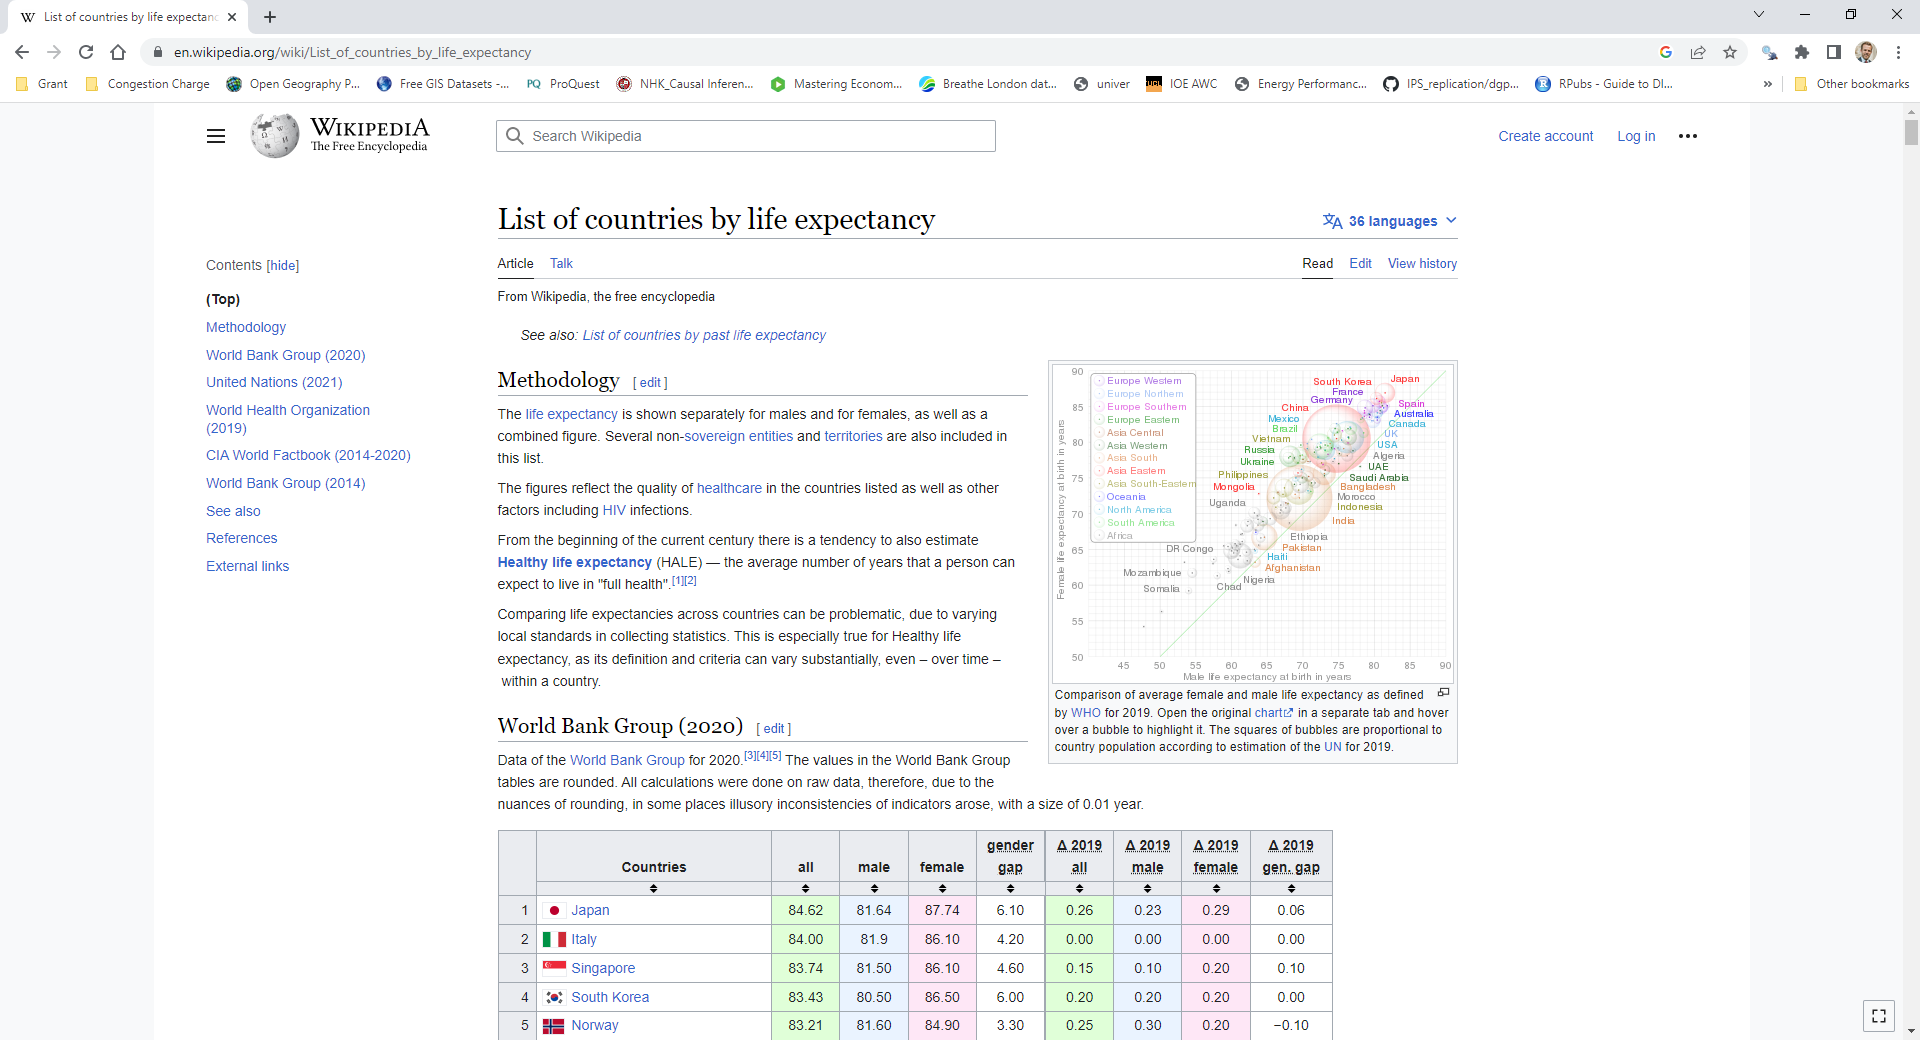 List of countries by life expectanc
en.wikipedia.org/wiki/List_of_countries_by_life_expectancy
Grant
Congestion Charge
Open Geography P...
Free GIS Datasets -...
PQ ProQuest
NHK_Causal Inferen...
Mastering Econom...
Breathe London dat...
univer
IOE AWC
Energy Performanc...
IPS_replication/dgp...
RPubs - Guide to DI...
»
Other bookmarks
WIKIPEDIA
The Free Encyclopedia
Search Wikipedia
Create account
Log in
List of countries by life expectancy
36 languages
Contents [hide]
(Top)
Methodology
World Bank Group (2020)
United Nations (2021)
World Health Organization
(2019)
CIA World Factbook (2014-2020)
World Bank Group (2014)
See also
References
External links
Article Talk
Read Edit View history
From Wikipedia, the free encyclopedia
See also: List of countries by past life expectancy
Methodology [ edit ]
The life expectancy is shown separately for males and for females, as well as a
combined figure. Several non-sovereign entities and territories are also included in
this list.
The figures reflect the quality of healthcare in the countries listed as well as other
factors including HIV infections.
From the beginning of the current century there is a tendency to also estimate
Healthy life expectancy (HALE) — the average number of years that a person can
expect to live in "full health".[1][2]
Comparing life expectancies across countries can be problematic, due to varying
local standards in collecting statistics. This is especially true for Healthy life
expectancy, as its definition and criteria can vary substantially, even – over time –
within a country.
Female life expectancy at birth in years
90
85
80
75
70
65
60
55
50
Europe Western
Europe Northern
Europe Southern
Europe Eastern
Asia Central
Asia Western
Asia South
Asia Eastern
Asia South-Eastern
Oceania
North America
South America
Africa
South Korea
Japan
France
Germany
Spain
China
Australia
Mexico
Canada
Brazil
UK
Vietnam
USA
Russia
Algeria
Ukraine
UAE
Philippines
Saudi Arabia
Mongolia
Bangladesh
Uganda
Morocco
Indonesia
India
Ethiopia
DR Congo
Pakistan
Haiti
Afghanistan
Mozambique
Nigeria
Somalia
Chad
45 50 55 60 65 70 75 80 85 90
Male life expectancy at birth in years
Comparison of average female and male life expectancy as defined
by WHO for 2019. Open the original chart in a separate tab and hover
over a bubble to highlight it. The squares of bubbles are proportional to
country population according to estimation of the UN for 2019.
World Bank Group (2020) [ edit ]
Data of the World Bank Group for 2020.[3][4][5] The values in the World Bank Group
tables are rounded. All calculations were done on raw data, therefore, due to the
nuances of rounding, in some places illusory inconsistencies of indicators arose, with a size of 0.01 year.
Countries all male female gender gap Δ 2019 all Δ 2019 male Δ 2019 female Δ 2019 gen. gap
1 Japan 84.62 81.64 87.74 6.10 0.26 0.23 0.29 0.06
2 Italy 84.00 81.9 86.10 4.20 0.00 0.00 0.00 0.00
3 Singapore 83.74 81.50 86.10 4.60 0.15 0.10 0.20 0.10
4 South Korea 83.43 80.50 86.50 6.00 0.20 0.20 0.20 0.00
5 Norway 83.21 81.60 84.90 3.30 0.25 0.30 0.20 −0.10